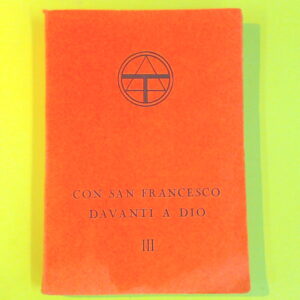 CON SAN FRANCESCO
DAVANTI A DIO
III